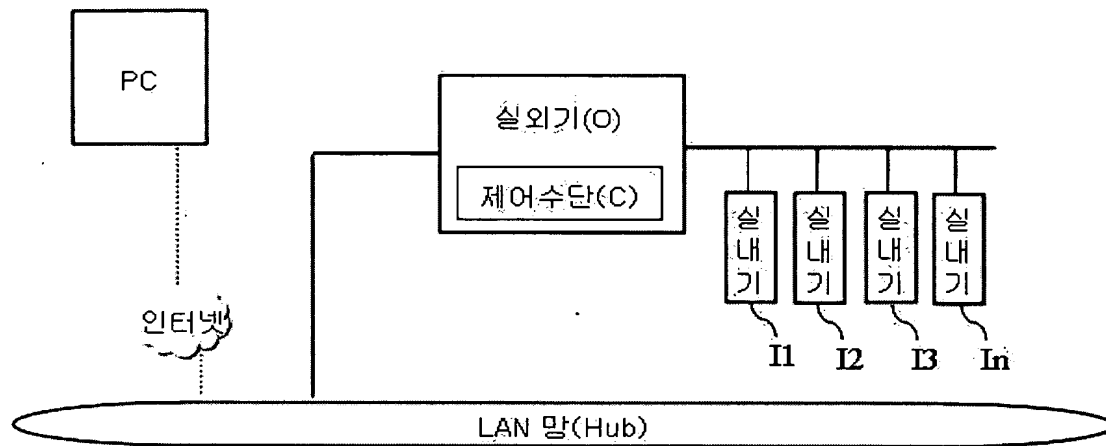 PC
실외기(O)
제어수단(C)
실내기
실내기
실내기
실내기
인터넷
I1
I2
I3
In
LAN 망(Hub)